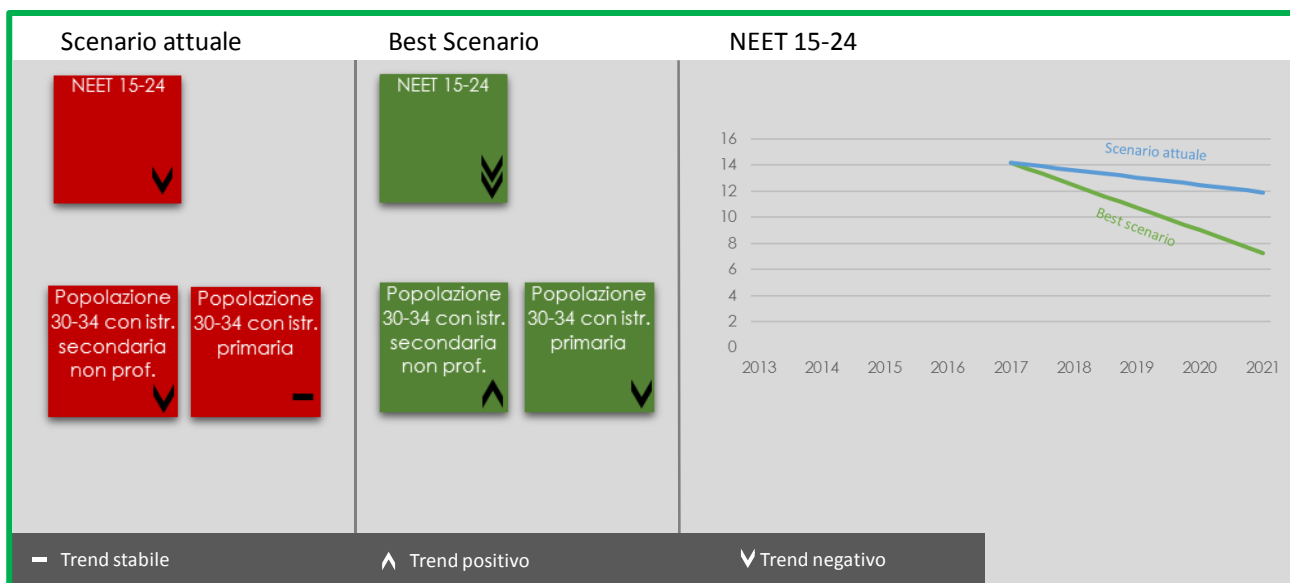 Scenario attuale
Best Scenario
NEET 15-24
NEET 15-24
Popolazione
30-34 con istr.
secondaria
non prof.
Popolazione
30-34 con istr.
primaria
NEET 15-24
Popolazione
30-34 con istr.
secondaria
non prof.
Popolazione
30-34 con istr.
primaria
16
14
12
10
8
6
4
2
0
2013 2014 2015 2016 2017 2018 2019 2020 2021
Scenario attuale
Best scenario
Trend stabile
Trend positivo
Trend negativo